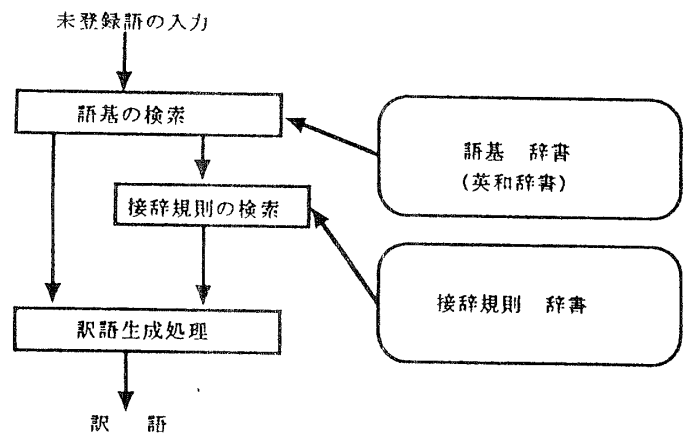 未登録語の入力
語基の検索
語基 辞書
(英和辞書)
接辞規則の検索
接辞規則 辞書
訳語生成処理
訳 語